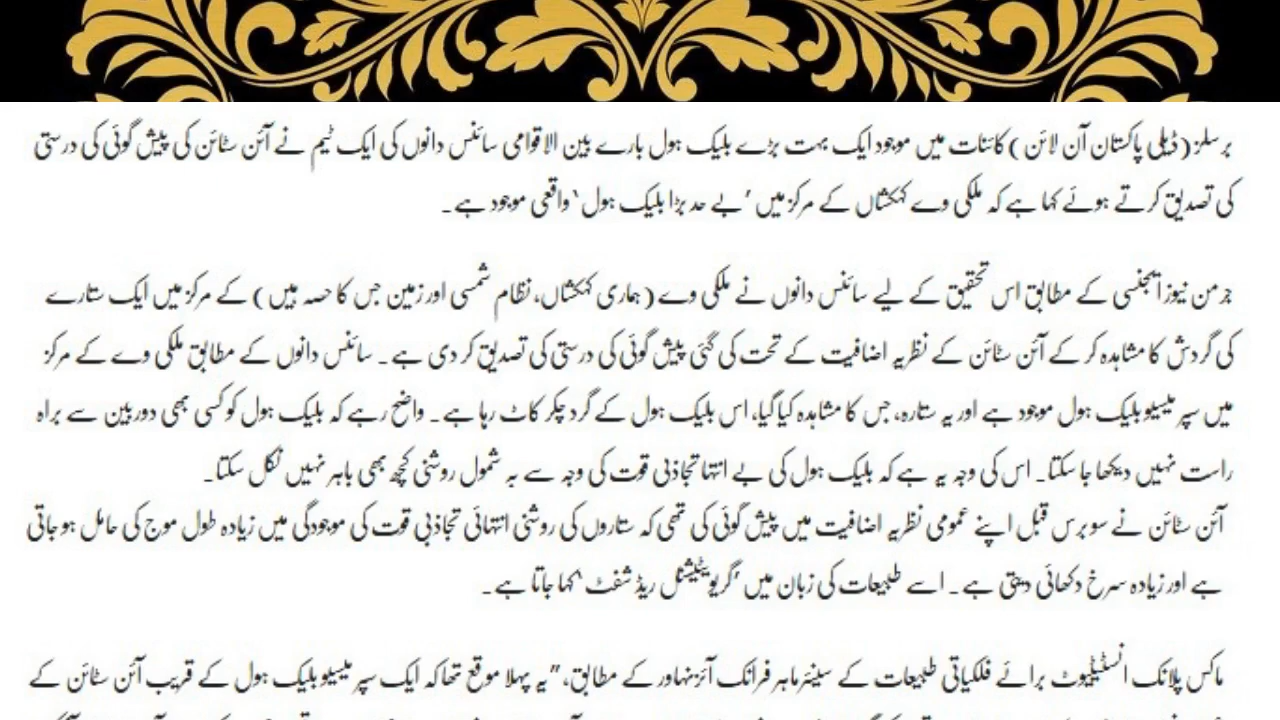 برسلز (ڈیلی پاکستان آن لائن) کائنات میں موجود ایک بہت بڑے بلیک ہول بارے بین الاقوامی سائنس دانوں کی ایک ٹیم نے آئن سٹائن کی پیش گوئی کی درستی
کی تصدیق کرتے ہوئے کہا ہے کہ ملکی وے کہکشاں کے مرکز میں ’بے حد بڑا بلیک ہول‘ واقعی موجود ہے۔
جرمن نیوز ایجنسی کے مطابق اس تحقیق کے لیے سائنس دانوں نے ملکی وے (ہماری کہکشاں، نظام شمسی اور زمین جس کا حصہ ہیں) کے مرکز میں ایک ستارے
کی گردش کا مشاہدہ کر کے آئن سٹائن کے نظریہ اضافیت کے تحت کی گئی پیش گوئی کی درستی کی تصدیق کر دی ہے۔ سائنس دانوں کے مطابق ملکی وے کے مرکز
میں سپر میسیو بلیک ہول موجود ہے اور یہ ستارہ، جس کا مشاہدہ کیا گیا، اس بلیک ہول کے گرد چکر کاٹ رہا ہے۔ واضح رہے کہ بلیک ہول کو کسی بھی دوربین سے براہ
راست نہیں دیکھا جا سکتا۔ اس کی وجہ یہ ہے کہ بلیک ہول کی بے انتہا تجاذبی قوت کی وجہ سے بہ شمول روشنی کچھ بھی باہر نہیں نکل سکتا۔
آئن سٹائن نے سو برس قبل اپنے عمومی نظریہ اضافیت میں پیش گوئی کی تھی کہ ستاروں کی روشنی انتہائی تجاذبی قوت کی موجودگی میں زیادہ طول موج کی حامل ہو جاتی
ہے اور زیادہ سرخ دکھائی دیتی ہے۔ اسے طبیعات کی زبان میں ’گریویٹیشنل ریڈ شفٹ‘ کہا جاتا ہے۔
ماکس پلانک انسٹیٹیوٹ برائے فلکیاتی طبیعات کے سینئر ماہر فرانک آئزنہاور کے مطابق، ”یہ پہلا موقع تھا کہ ایک سپر میسیو بلیک ہول کے قریب آئن سٹائن کے